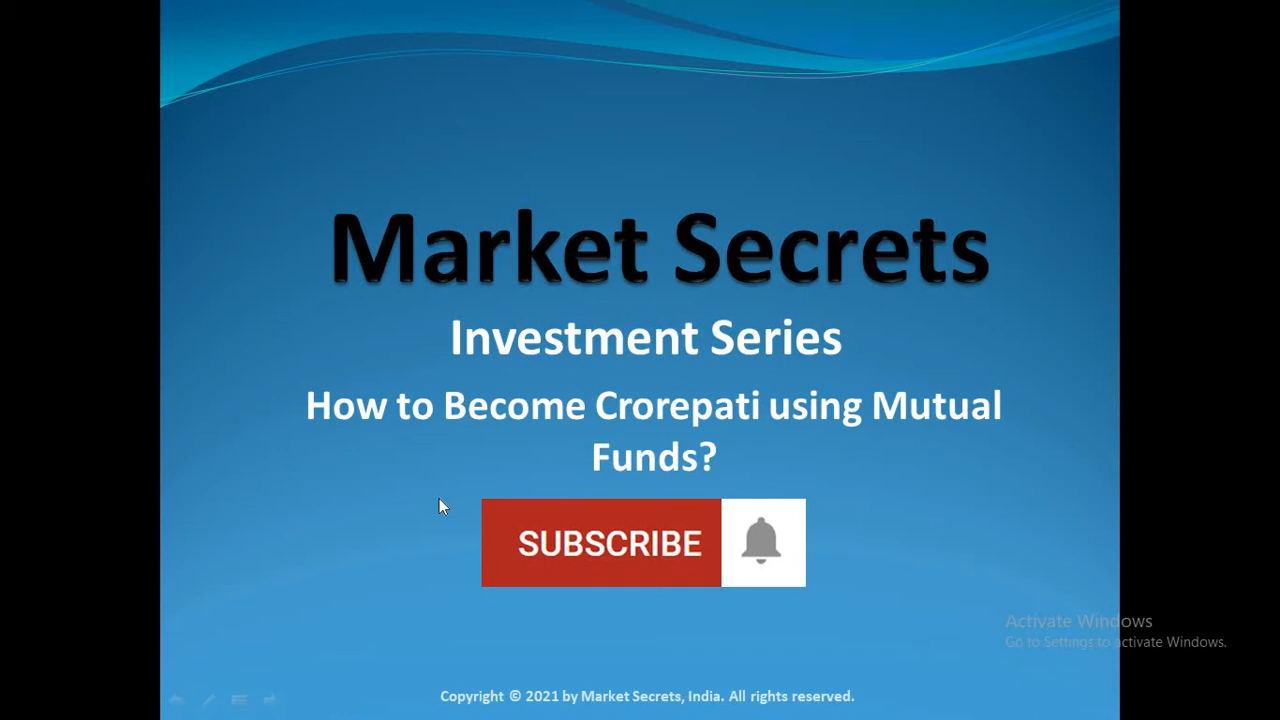 Market Secrets
Investment Series
How to Become Crorepati using Mutual
Funds?
SUBSCRIBE
Activate Windows
Go to Settings to activate Windows.
Copyright © 2021 by Market Secrets, India. All rights reserved.